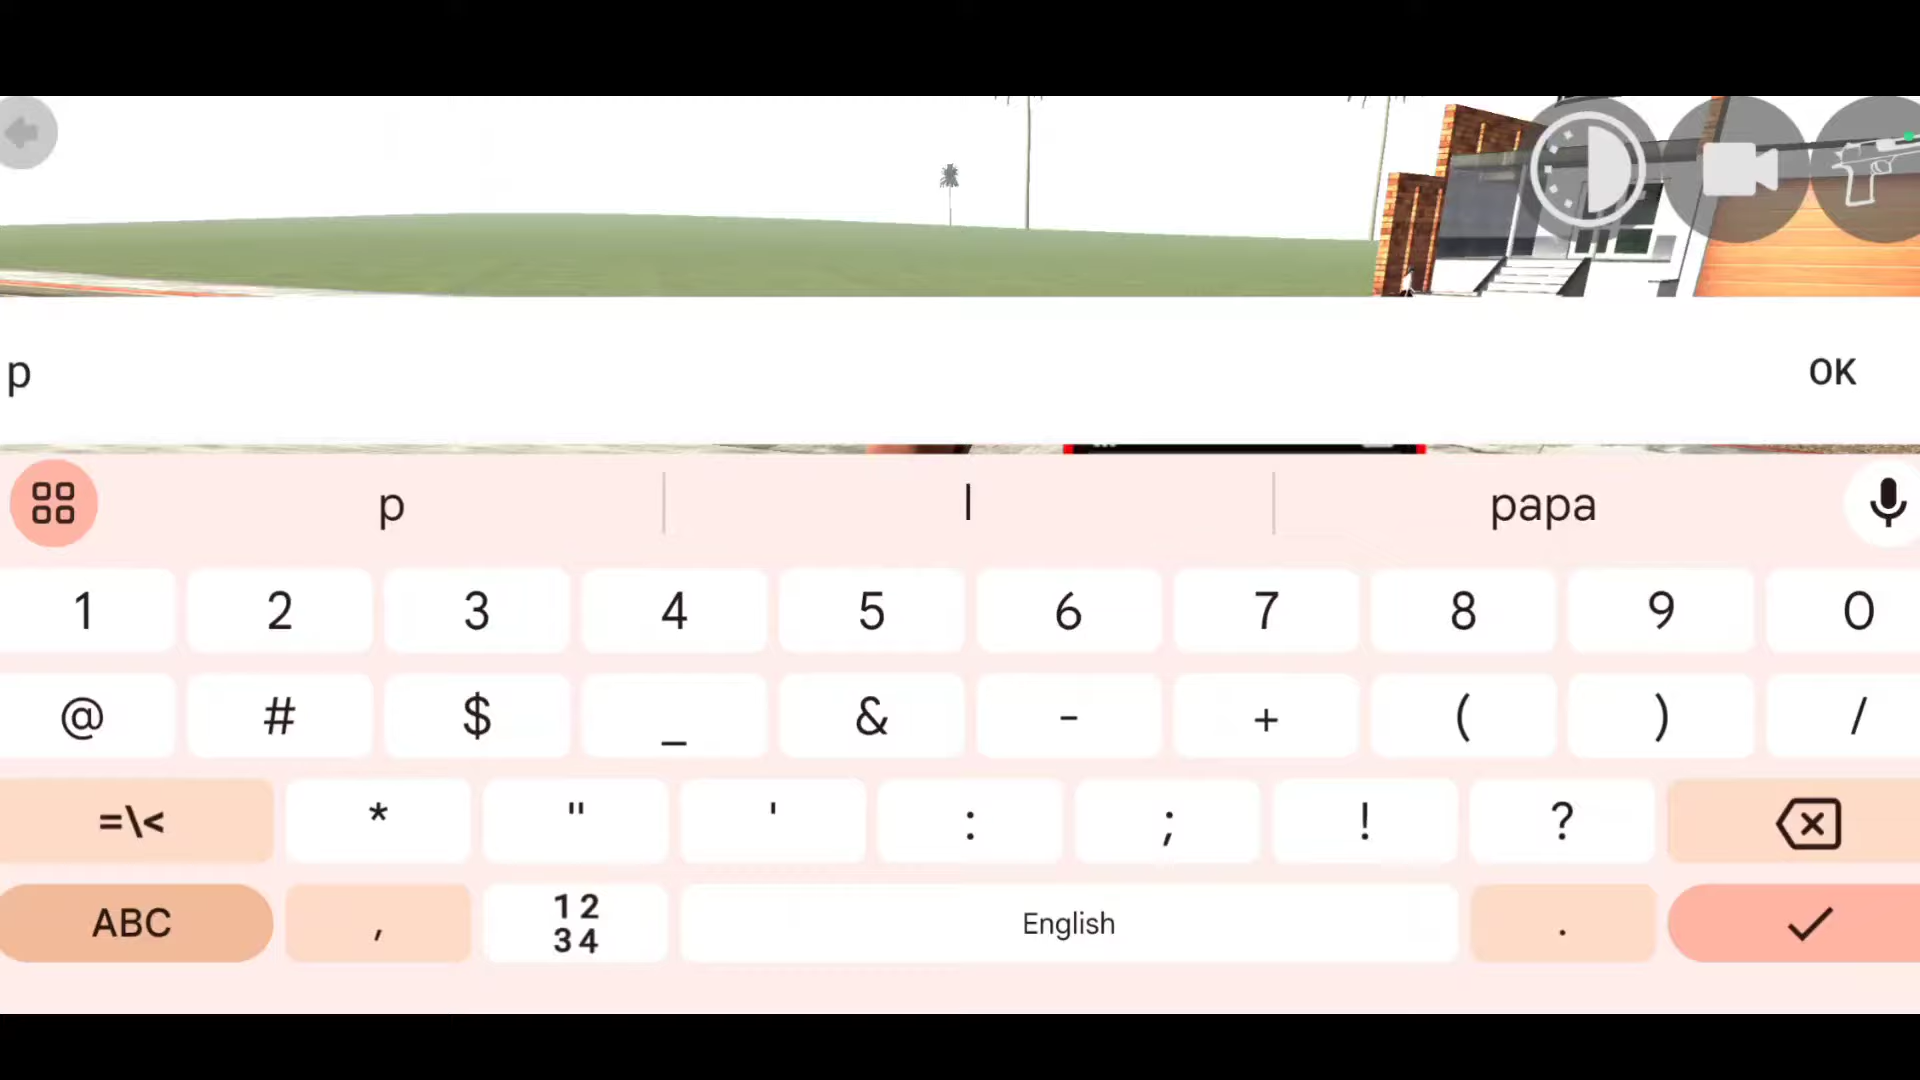 p OK
p l papa
1 2 3 4 5 6 7 8 9 0
@ # $ _ & - + ( ) /
=\< * " ' : ; ! ?
ABC , 12 34 English .